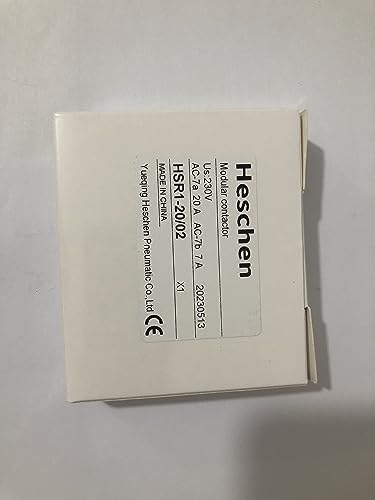 Heschen
Modular contactor
Us:230V
AC-7a 20 A AC-7b 7 A 20230513
HSR1-20/02 X1
MADE IN CHINA
Yueqing Heschen Pneumatic Co.,Ltd CE